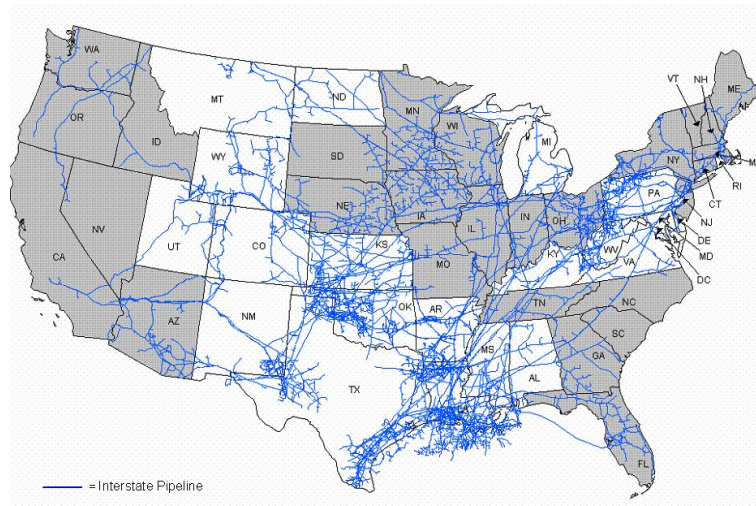 WA
MT
ND
MN
VT
NH
ME
OR
ID
SD
WI
MI
NY
WY
NE
IA
PA
RI
CT
NV
UT
CO
KS
IL
IN
OH
NJ
DE
CA
MO
KY
WV
VA
MD
DC
AZ
NM
OK
AR
TN
NC
SC
MS
AL
GA
TX
FL
= Interstate Pipeline